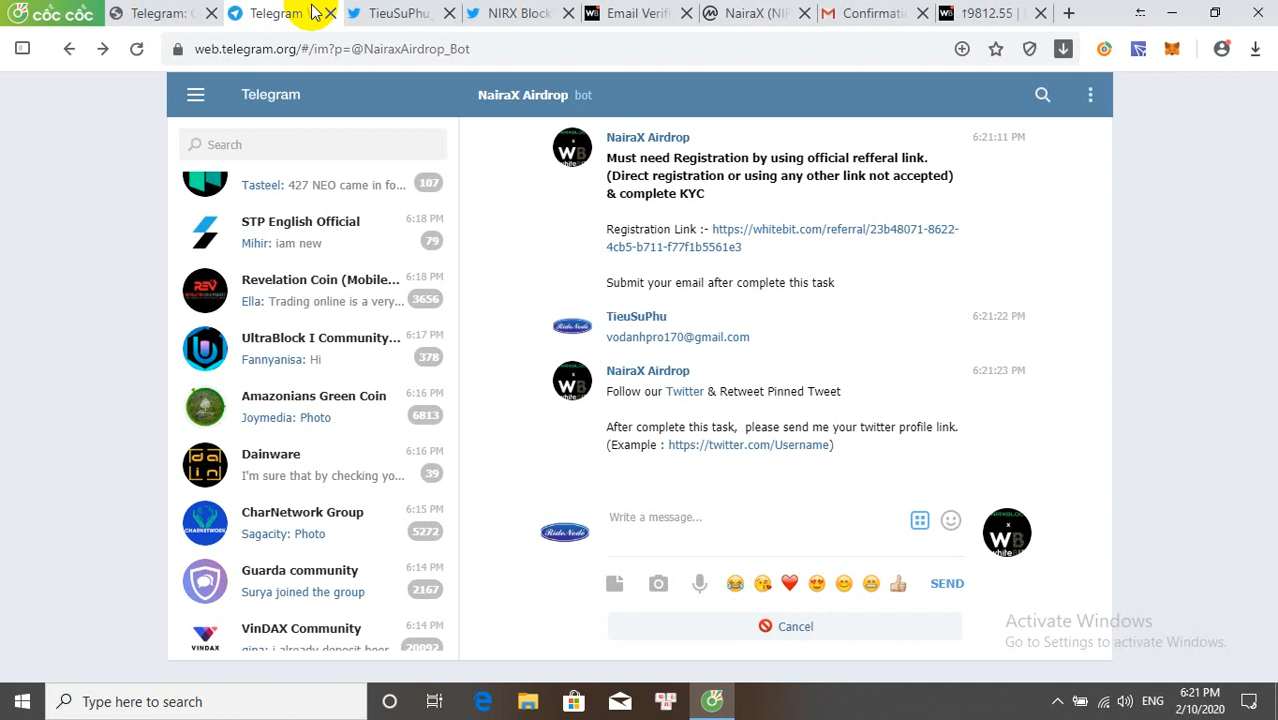 cốc cốc
Telegram: C
Telegram
TieuSuPhu
NIRX Block
Email Verifi
NairaX (NIR
Confirmatio
19812.55 |
web.telegram.org/#/im?p=@NairaxAirdrop_Bot
Telegram
NairaX Airdrop bot
Search
Tasteel: 427 NEO came in fo... 107
STP English Official 6:18 PM
Mihir: iam new 79
Revelation Coin (Mobile... 6:18 PM
Ella: Trading online is a very... 3656
UltraBlock I Community... 6:17 PM
Fannyanisa: Hi 378
Amazonians Green Coin 6:16 PM
Joymedia: Photo 6813
Dainware 6:16 PM
I'm sure that by checking yo... 39
CharNetwork Group 6:15 PM
Sagacity: Photo 5272
Guarda community 6:14 PM
Surya joined the group 2167
VinDAX Community 6:14 PM
gina: i already deposit beer 20092
NairaX Airdrop 6:21:11 PM
Must need Registration by using official refferal link.
(Direct registration or using any other link not accepted)
& complete KYC
Registration Link :- https://whitebit.com/referral/23b48071-8622-
4cb5-b711-f77f1b5561e3
Submit your email after complete this task
TieuSuPhu 6:21:22 PM
vodanhpro170@gmail.com
NairaX Airdrop 6:21:23 PM
Follow our Twitter & Retweet Pinned Tweet
After complete this task, please send me your twitter profile link.
(Example : https://twitter.com/Username)
Write a message...
SEND
Cancel
Activate Windows
Go to Settings to activate Windows.
Type here to search
ENG
6:21 PM
2/10/2020